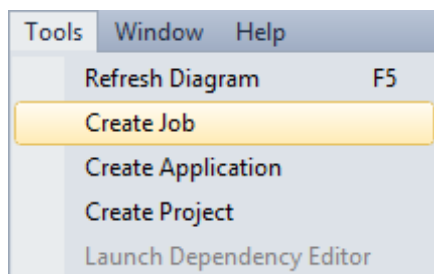 Tools Window Help
Refresh Diagram F5
Create Job
Create Application
Create Project
Launch Dependency Editor